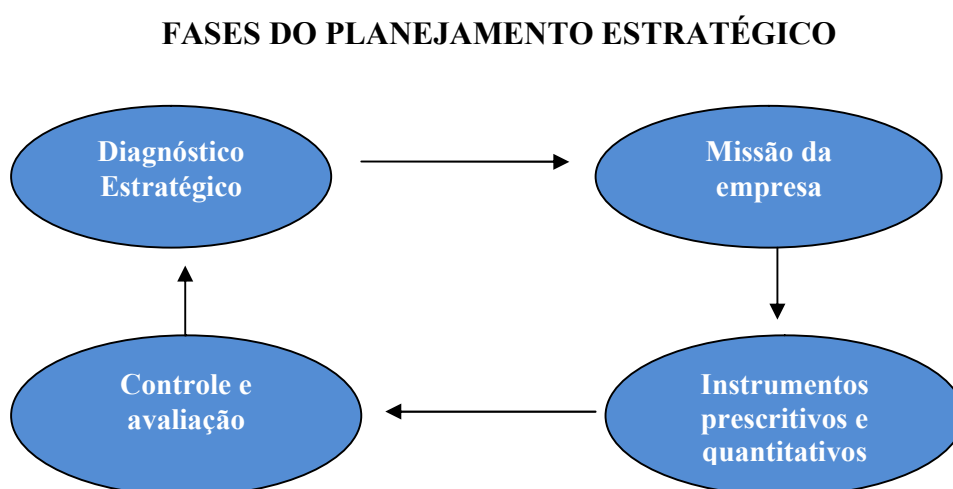 FASES DO PLANEJAMENTO ESTRATÉGICO
Diagnóstico
Estratégico
Missão da
empresa
Controle e
avaliação
Instrumentos
prescritivos e
quantitativos